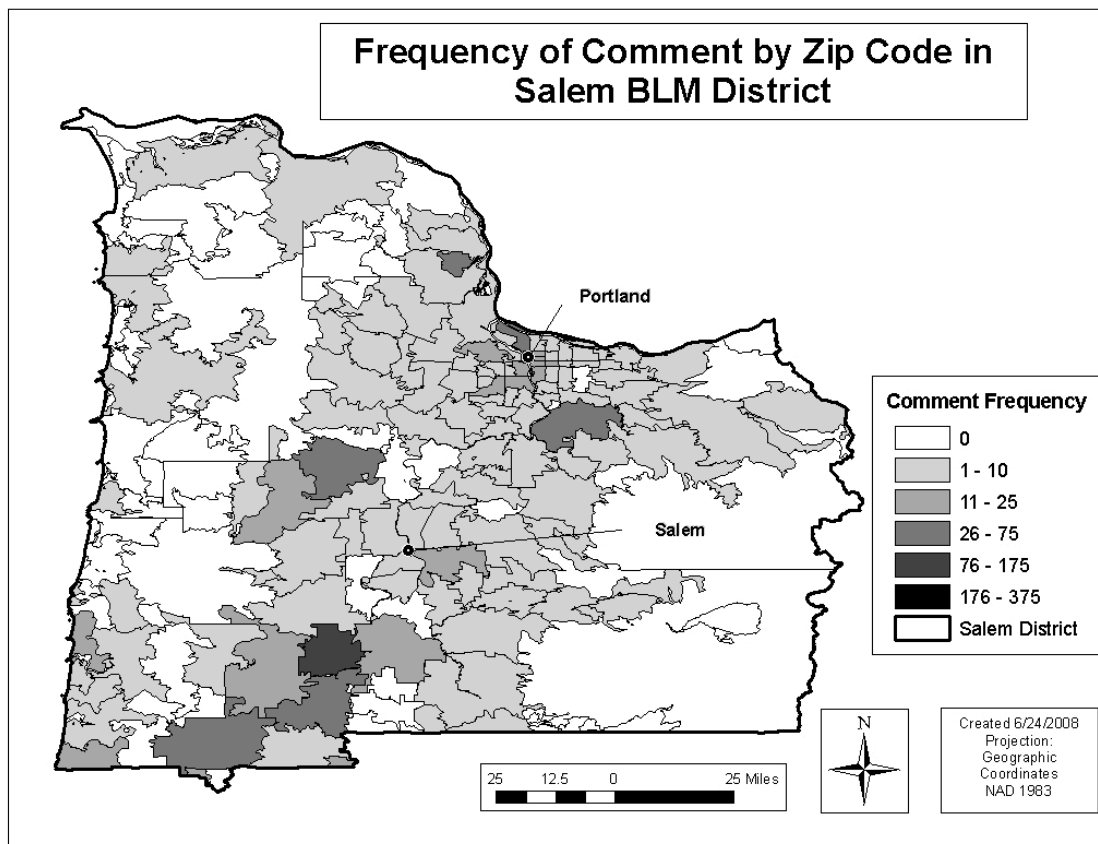 Frequency of Comment by Zip Code in
Salem BLM District
Portland
Salem
Comment Frequency
0
1 - 10
11 - 25
26 - 75
76 - 175
176 - 375
Salem District
25 12.5 0 25 Miles
N
Created 6/24/2008
Projection:
Geographic
Coordinates
NAD 1983